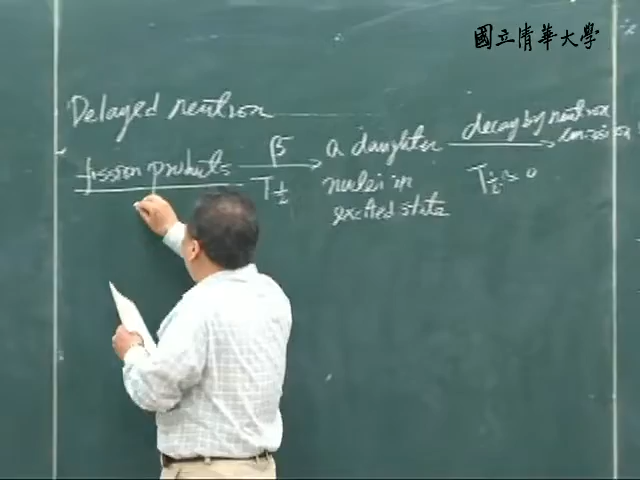 國立清華大學
Delayed neutron
fission products β T½ a daughter nuclei in excited state decay by neutron emission T½ ≈ 0